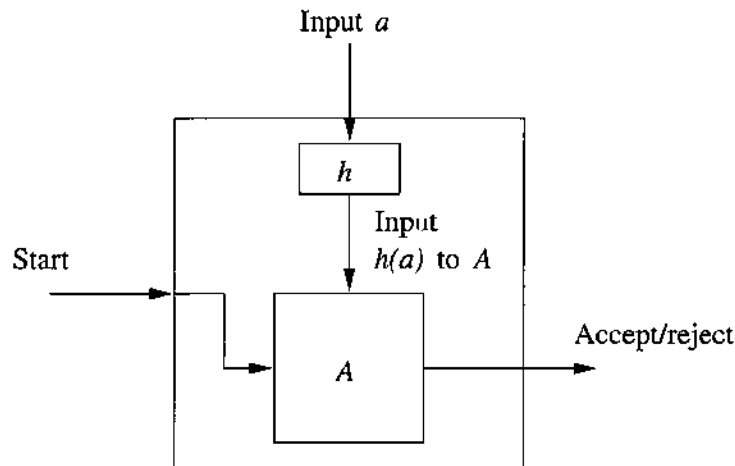 Input a
h
Input
h(a) to A
Start
Accept/reject
A